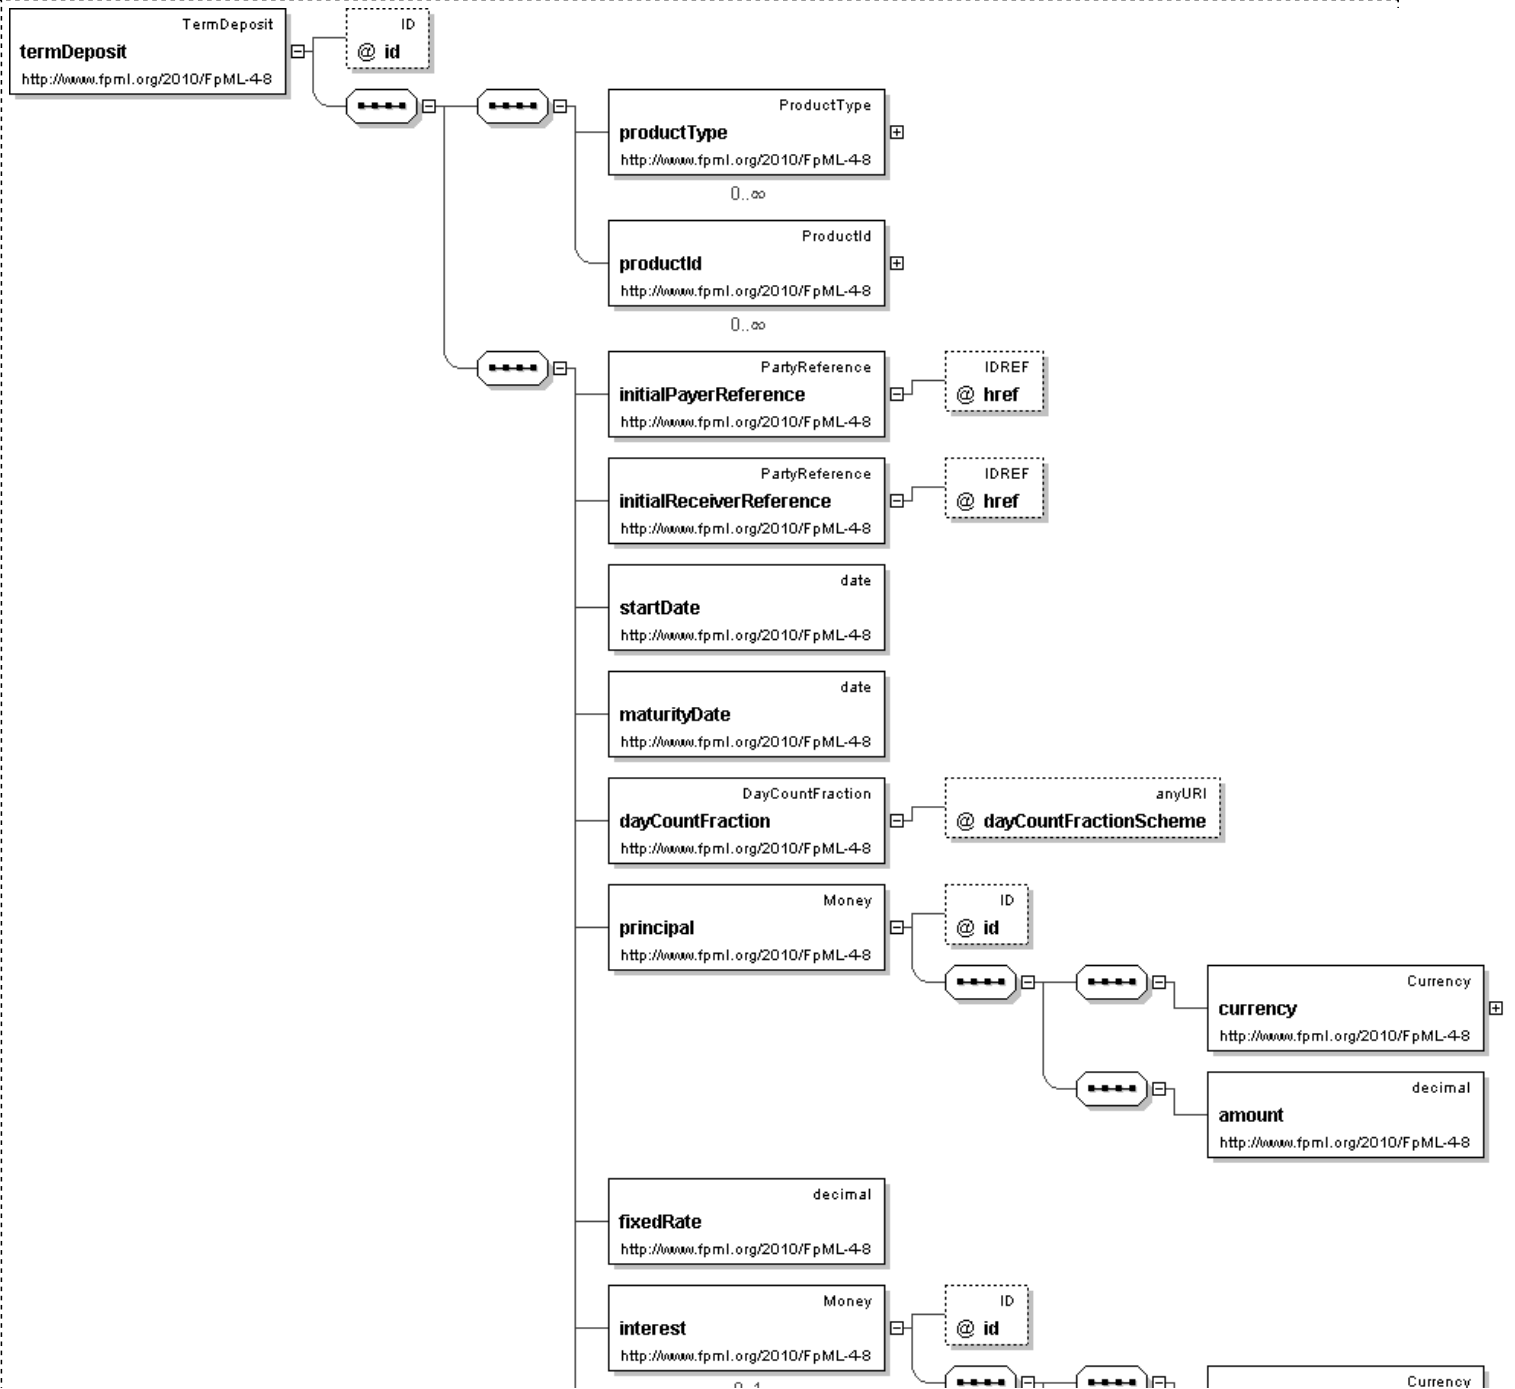 TermDeposit
termDeposit
http://www.fpml.org/2010/FpML-4-8
ID
@ id
ProductType
productType
http://www.fpml.org/2010/FpML-4-8
0..∞
ProductId
productId
http://www.fpml.org/2010/FpML-4-8
0..∞
PartyReference
initialPayerReference
http://www.fpml.org/2010/FpML-4-8
IDREF
@ href
PartyReference
initialReceiverReference
http://www.fpml.org/2010/FpML-4-8
IDREF
@ href
date
startDate
http://www.fpml.org/2010/FpML-4-8
date
maturityDate
http://www.fpml.org/2010/FpML-4-8
DayCountFraction
dayCountFraction
http://www.fpml.org/2010/FpML-4-8
anyURI
@ dayCountFractionScheme
Money
principal
http://www.fpml.org/2010/FpML-4-8
ID
@ id
Currency
currency
http://www.fpml.org/2010/FpML-4-8
decimal
amount
http://www.fpml.org/2010/FpML-4-8
decimal
fixedRate
http://www.fpml.org/2010/FpML-4-8
Money
interest
http://www.fpml.org/2010/FpML-4-8
0..1
ID
@ id
Currency